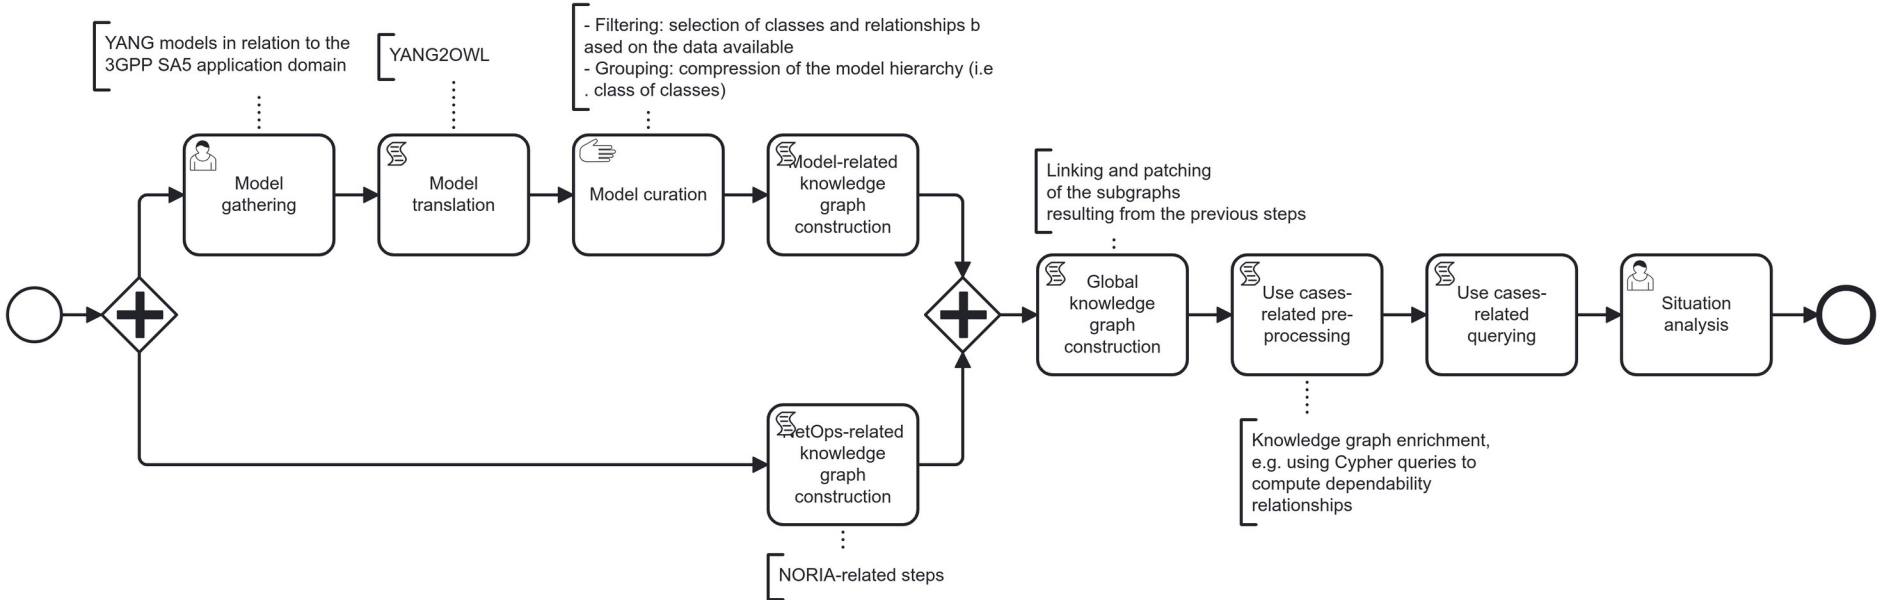 YANG models in relation to the
3GPP SA5 application domain
YANG2OWL
- Filtering: selection of classes and relationships b
ased on the data available
- Grouping: compression of the model hierarchy (i.e
. class of classes)
Model
gathering
Model
translation
Model curation
Model-related
knowledge
graph
construction
Linking and patching
of the subgraphs
resulting from the previous steps
Global
knowledge
graph
construction
Use cases-
related pre-
processing
Use cases-
related
querying
Situation
analysis
NetOps-related
knowledge
graph
construction
Knowledge graph enrichment,
e.g. using Cypher queries to
compute dependability
relationships
NORIA-related steps